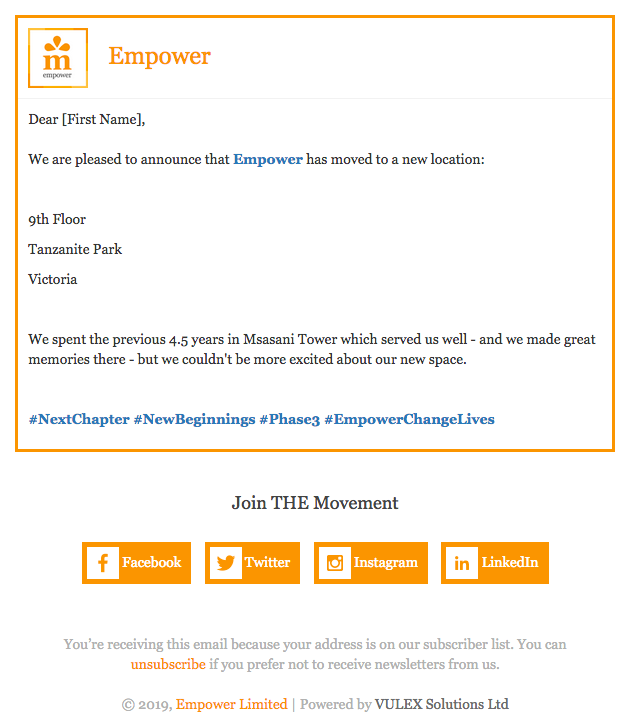 m
empower
Empower
Dear [First Name],
We are pleased to announce that Empower has moved to a new location:
9th Floor
Tanzanite Park
Victoria
We spent the previous 4.5 years in Msasani Tower which served us well - and we made great
memories there - but we couldn't be more excited about our new space.
#NextChapter #NewBeginnings #Phase3 #EmpowerChangeLives
Join THE Movement
Facebook Twitter Instagram LinkedIn
You're receiving this email because your address is on our subscriber list. You can
unsubscribe if you prefer not to receive newsletters from us.
© 2019, Empower Limited | Powered by VULEX Solutions Ltd